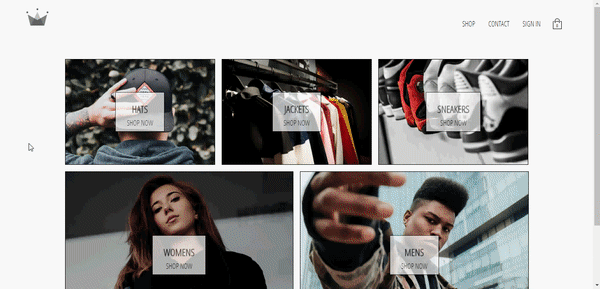 SHOP CONTACT SIGN IN 0
HATS
SHOP NOW
JACKETS
SHOP NOW
SNEAKERS
SHOP NOW
WOMENS
SHOP NOW
MENS
SHOP NOW